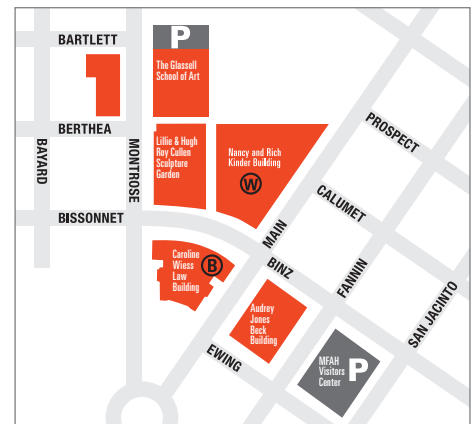 BARTLETT
P
The Glassell
School of Art
BERTHEA
BAYARD
MONTROSE
Lillie & Hugh
Roy Cullen
Sculpture
Garden
Nancy and Rich
Kinder Building
W
PROSPECT
CALUMET
BISSONNET
MAIN
BINZ
FANNIN
SAN JACINTO
Caroline
Wiess
Law
Building
B
Audrey
Jones
Beck
Building
EWING
MFAH
Visitors
Center
P